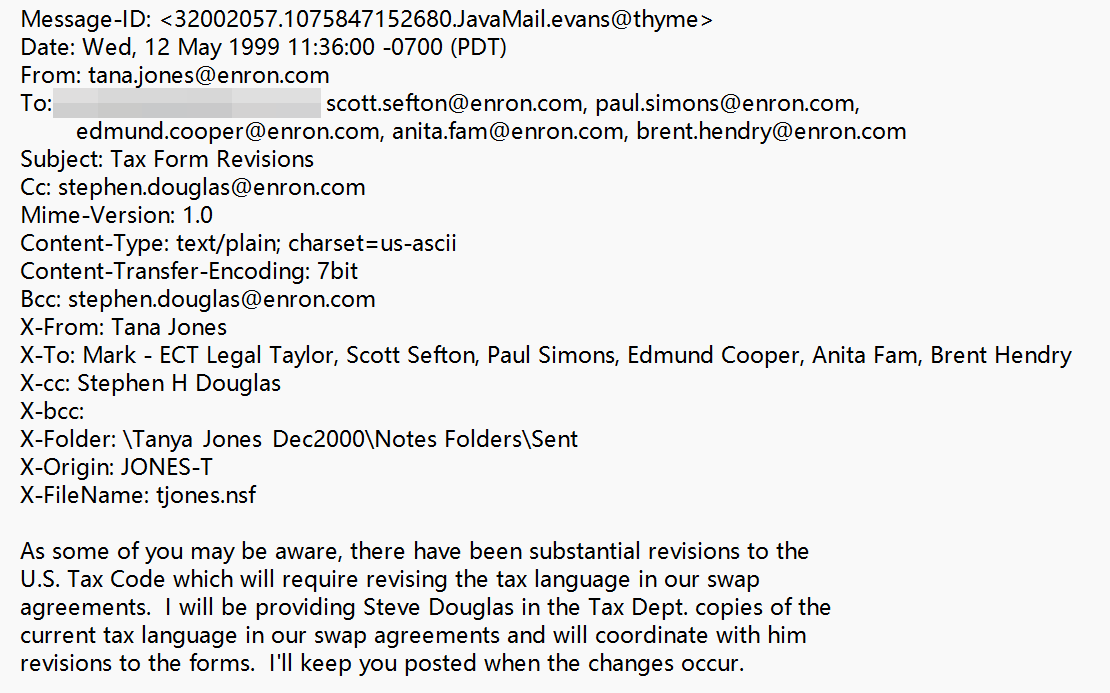 Message-ID: <32002057.1075847152680.JavaMail.evans@thyme>
Date: Wed, 12 May 1999 11:36:00 -0700 (PDT)
From: tana.jones@enron.com
To: scott.sefton@enron.com, paul.simons@enron.com,
edmund.cooper@enron.com, anita.fam@enron.com, brent.hendry@enron.com
Subject: Tax Form Revisions
Cc: stephen.douglas@enron.com
Mime-Version: 1.0
Content-Type: text/plain; charset=us-ascii
Content-Transfer-Encoding: 7bit
Bcc: stephen.douglas@enron.com
X-From: Tana Jones
X-To: Mark - ECT Legal Taylor, Scott Sefton, Paul Simons, Edmund Cooper, Anita Fam, Brent Hendry
X-cc: Stephen H Douglas
X-bcc:
X-Folder: \Tanya Jones Dec2000\Notes Folders\Sent
X-Origin: JONES-T
X-FileName: tjones.nsf
As some of you may be aware, there have been substantial revisions to the
U.S. Tax Code which will require revising the tax language in our swap
agreements.  I will be providing Steve Douglas in the Tax Dept. copies of the
current tax language in our swap agreements and will coordinate with him
revisions to the forms.  I'll keep you posted when the changes occur.